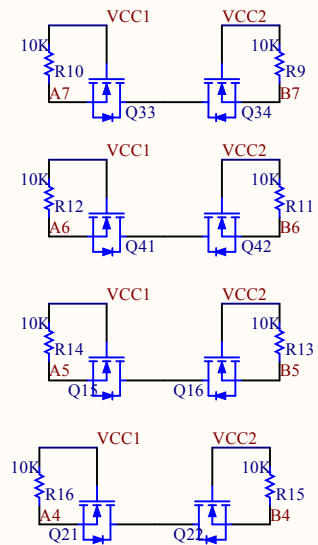 VCC1 VCC2
10K 10K
R10 R9
A7 B7
Q33 Q34
VCC1 VCC2
10K 10K
R12 R11
A6 B6
Q41 Q42
VCC1 VCC2
10K 10K
R14 R13
A5 B5
Q15 Q16
VCC1 VCC2
10K 10K
R16 R15
A4 B4
Q21 Q22